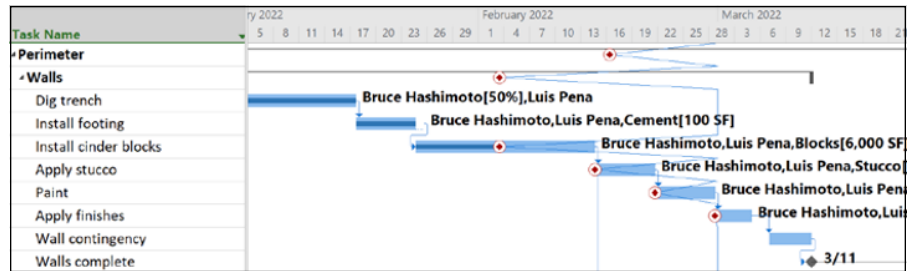 ry 2022 February 2022 March 2022
Task Name 5 8 11 14 17 20 23 26 29 1 4 7 10 13 16 19 22 25 28 3 6 9 12 15 18 21
Perimeter
Walls
Dig trench Bruce Hashimoto[50%],Luis Pena
Install footing Bruce Hashimoto,Luis Pena,Cement[100 SF]
Install cinder blocks Bruce Hashimoto,Luis Pena,Blocks[6,000 SF]
Apply stucco Bruce Hashimoto,Luis Pena,Stucco[
Paint Bruce Hashimoto,Luis Pena
Apply finishes Bruce Hashimoto,Luis
Wall contingency
Walls complete 3/11